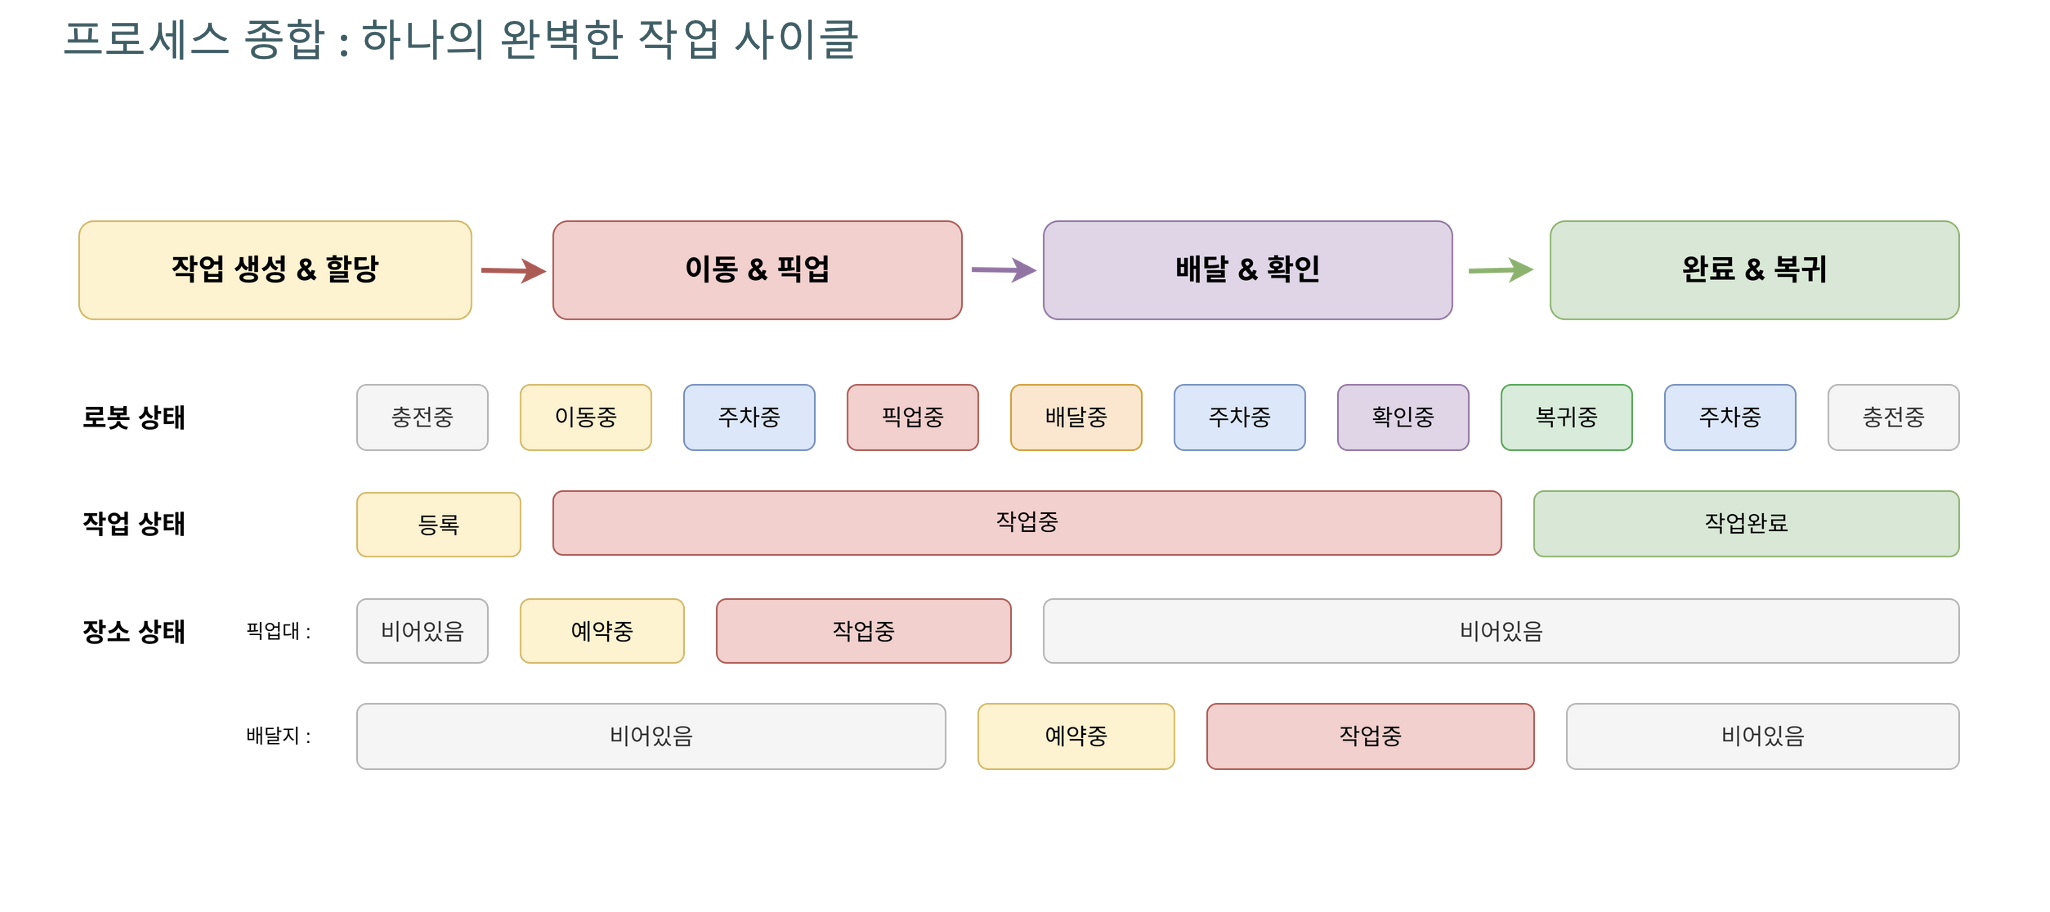 프로세스 종합 : 하나의 완벽한 작업 사이클
작업 생성 & 할당
이동 & 픽업
배달 & 확인
완료 & 복귀
로봇 상태
충전중
이동중
주차중
픽업중
배달중
주차중
확인중
복귀중
주차중
충전중
작업 상태
등록
작업중
작업완료
장소 상태
픽업대 :
비어있음
예약중
작업중
비어있음
배달지 :
비어있음
예약중
작업중
비어있음